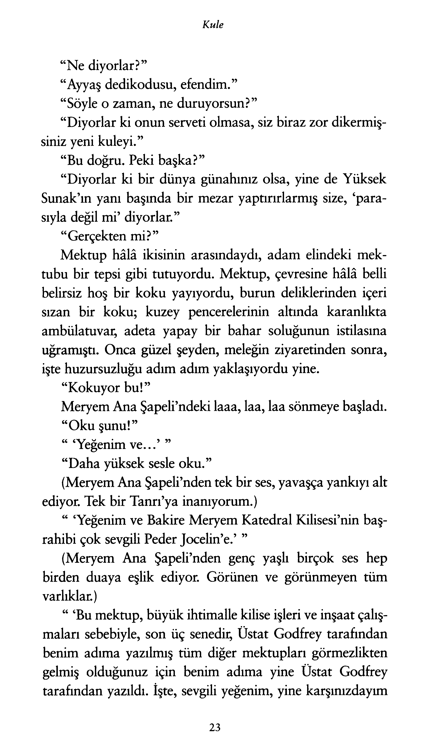 Kule
“Ne diyorlar?”
“Ayyaş dedikodusu, efendim.”
“Söyle o zaman, ne duruyorsun?”
“Diyorlar ki onun serveti olmasa, siz biraz zor dikermiş-
siniz yeni kuleyi.”
“Bu doğru. Peki başka?”
“Diyorlar ki bir dünya günahınız olsa, yine de Yüksek
Sunak’ın yanı başında bir mezar yaptırırlarmış size, ‘para-
sıyla değil mi’ diyorlar.”
“Gerçekten mi?”
Mektup hâlâ ikisinin arasındaydı, adam elindeki mek-
tubu bir tepsi gibi tutuyordu. Mektup, çevresine hâlâ belli
belirsiz hoş bir koku yayıyordu, burun deliklerinden içeri
sızan bir koku; kuzey pencerelerinin altında karanlıkta
ambülatuvar, adeta yapay bir bahar soluğunun istilasına
uğramıştı. Onca güzel şeyden, meleğin ziyaretinden sonra,
işte huzursuzluğu adım adım yaklaşıyordu yine.
“Kokuyor bu!”
Meryem Ana Şapeli’ndeki laaa, laa, laa sönmeye başladı.
“Oku şunu!”
“ ‘Yeğenim ve…’ ”
“Daha yüksek sesle oku.”
(Meryem Ana Şapeli’nden tek bir ses, yavaşça yankıyı alt
ediyor. Tek bir Tanrı’ya inanıyorum.)
“ ‘Yeğenim ve Bakire Meryem Katedral Kilisesi’nin baş-
rahibi çok sevgili Peder Jocelin’e.’ ”
(Meryem Ana Şapeli’nden genç yaşlı birçok ses hep
birden duaya eşlik ediyor. Görünen ve görünmeyen tüm
varlıklar.)
“ ‘Bu mektup, büyük ihtimalle kilise işleri ve inşaat çalış-
maları sebebiyle, son üç senedir, Üstat Godfrey tarafından
benim adıma yazılmış tüm diğer mektupları görmezlikten
gelmiş olduğunuz için benim adıma yine Üstat Godfrey
tarafından yazıldı. İşte, sevgili yeğenim, yine karşınızdayım
23